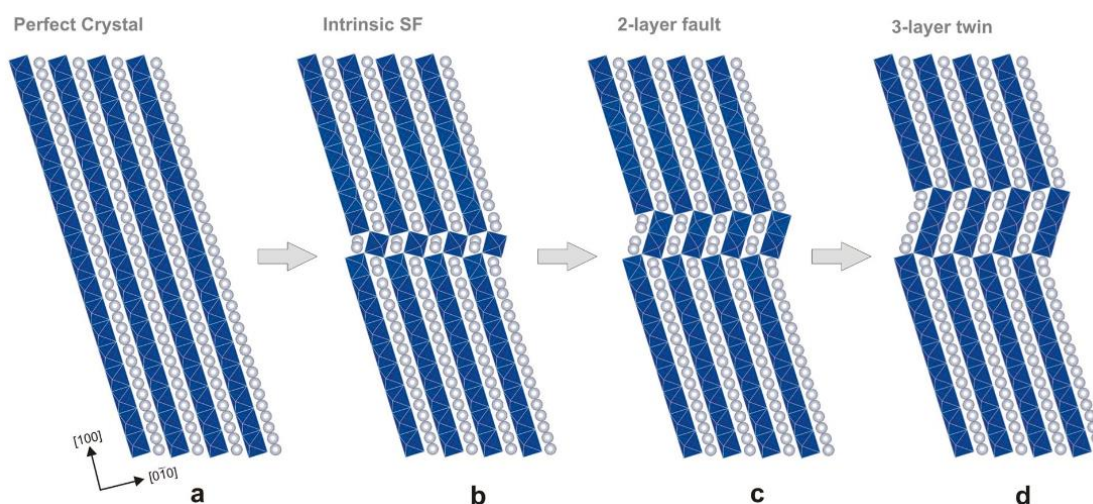 Perfect Crystal
Intrinsic SF
2-layer fault
3-layer twin
[100]
[01̄0]
a
b
c
d